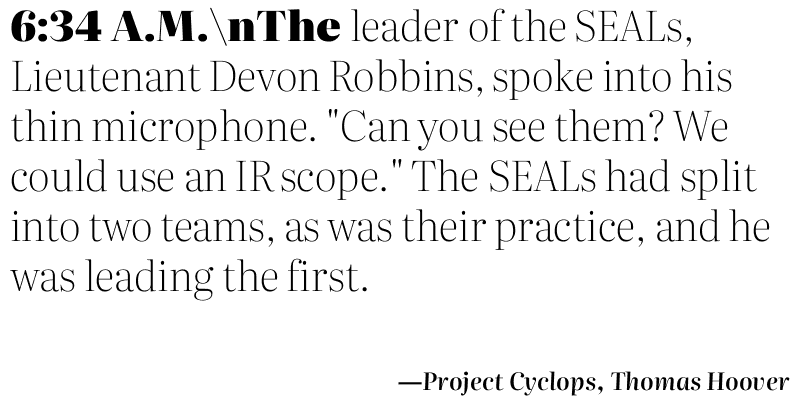 6:34 A.M.\nThe leader of the SEALs,
Lieutenant Devon Robbins, spoke into his
thin microphone. "Can you see them? We
could use an IR scope." The SEALs had split
into two teams, as was their practice, and he
was leading the first.
—Project Cyclops, Thomas Hoover